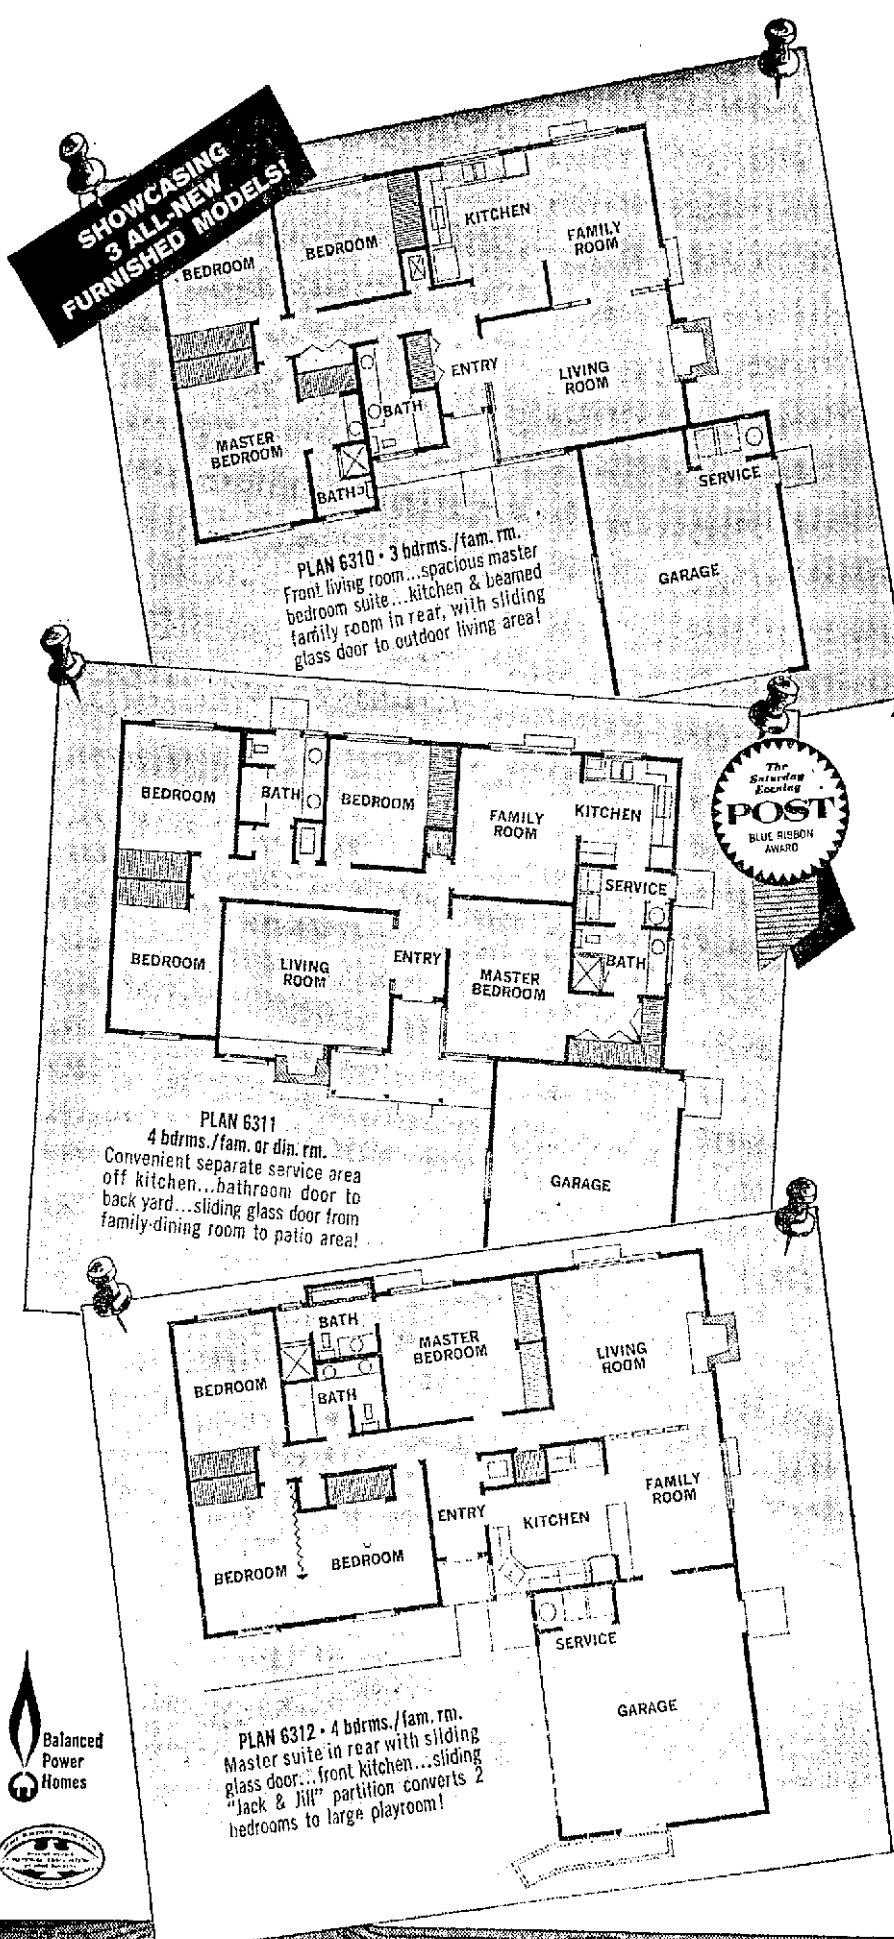 SHOWCASING
3 ALL-NEW
FURNISHED MODELS!
BEDROOM
BEDROOM
KITCHEN
FAMILY
ROOM
ENTRY
LIVING
ROOM
BATH
MASTER
BEDROOM
BATH
SERVICE
GARAGE
PLAN 6310 • 3 bdrms./fam. rm.
Front living room...spacious master
bedroom suite...kitchen & beamed
family room in rear, with sliding
glass door to outdoor living area!
BEDROOM
BATH
BEDROOM
FAMILY
ROOM
KITCHEN
SERVICE
BEDROOM
LIVING
ROOM
ENTRY
MASTER
BEDROOM
BATH
GARAGE
The
Saturday
Evening
POST
BLUE RIBBON
AWARD
PLAN 6311
4 bdrms./fam. or din. rm.
Convenient separate service area
off kitchen...bathroom door to
back yard...sliding glass door from
family-dining room to patio area!
BATH
MASTER
BEDROOM
LIVING
ROOM
BEDROOM
BATH
FAMILY
ROOM
ENTRY
KITCHEN
BEDROOM
BEDROOM
SERVICE
GARAGE
PLAN 6312 • 4 bdrms./fam. rm.
Master suite in rear with sliding
glass door...front kitchen...sliding
"Jack & Jill" partition converts 2
bedrooms to large playroom!
Balanced
Power
Homes